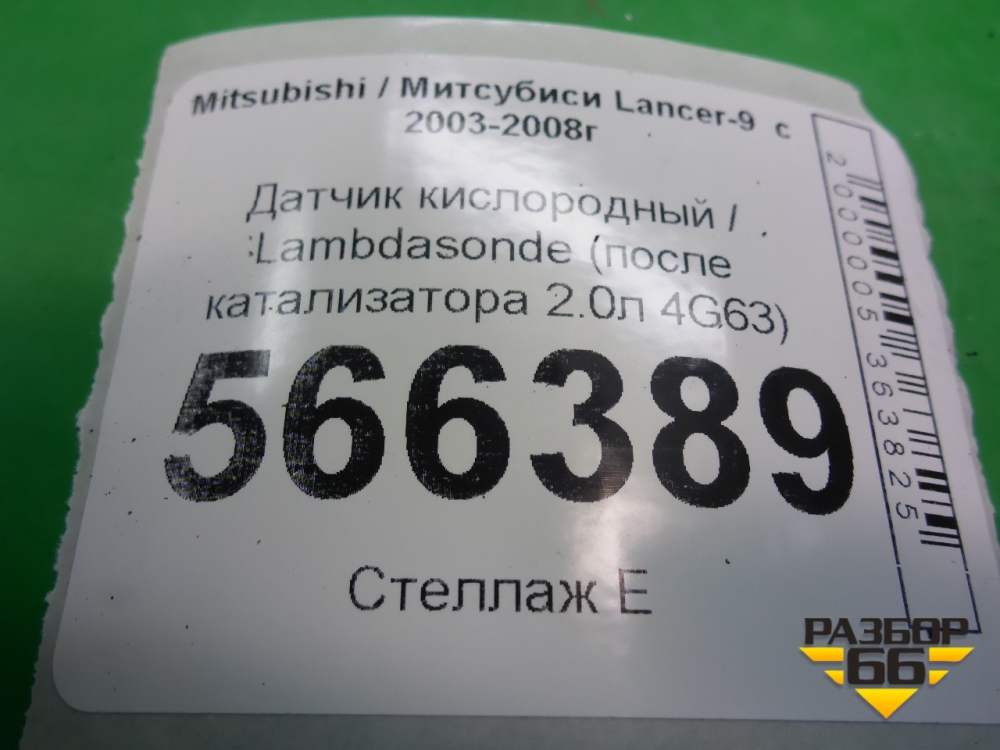 Mitsubishi / Митсубиси Lancer-9 с
2003-2008г
Датчик кислородный /
Lambdasonde (после
катализатора 2.0л 4G63)
566389
Стеллаж Е
2000005363825
РАЗБОР
66